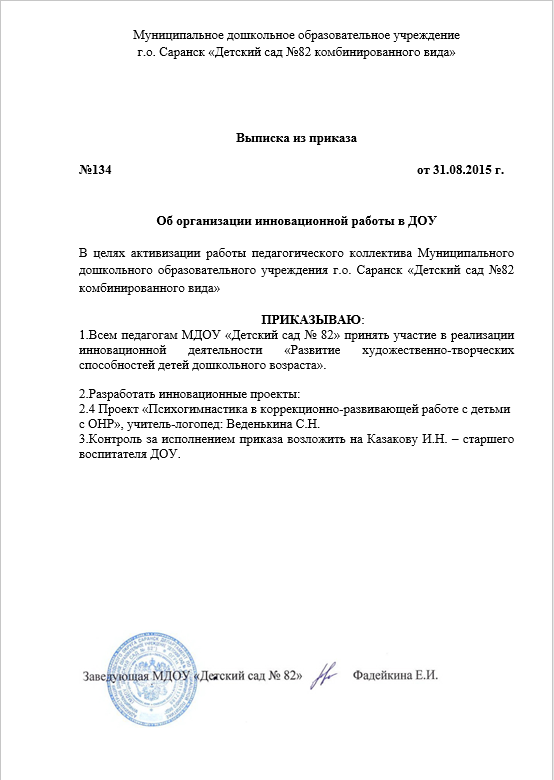 Муниципальное дошкольное образовательное учреждение
г.о. Саранск «Детский сад №82 комбинированного вида»
Выписка из приказа
№134 от 31.08.2015 г.
Об организации инновационной работы в ДОУ
В целях активизации работы педагогического коллектива Муниципального
дошкольного образовательного учреждения г.о. Саранск «Детский сад №82
комбинированного вида»
ПРИКАЗЫВАЮ:
1.Всем педагогам МДОУ «Детский сад № 82» принять участие в реализации
инновационной деятельности «Развитие художественно-творческих
способностей детей дошкольного возраста».
2.Разработать инновационные проекты:
2.4 Проект «Психогимнастика в коррекционно-развивающей работе с детьми
с ОНР», учитель-логопед: Веденькина С.Н.
3.Контроль за исполнением приказа возложить на Казакову И.Н. – старшего
воспитателя ДОУ.
Заведующая МДОУ «Детский сад № 82» Фадейкина Е.И.